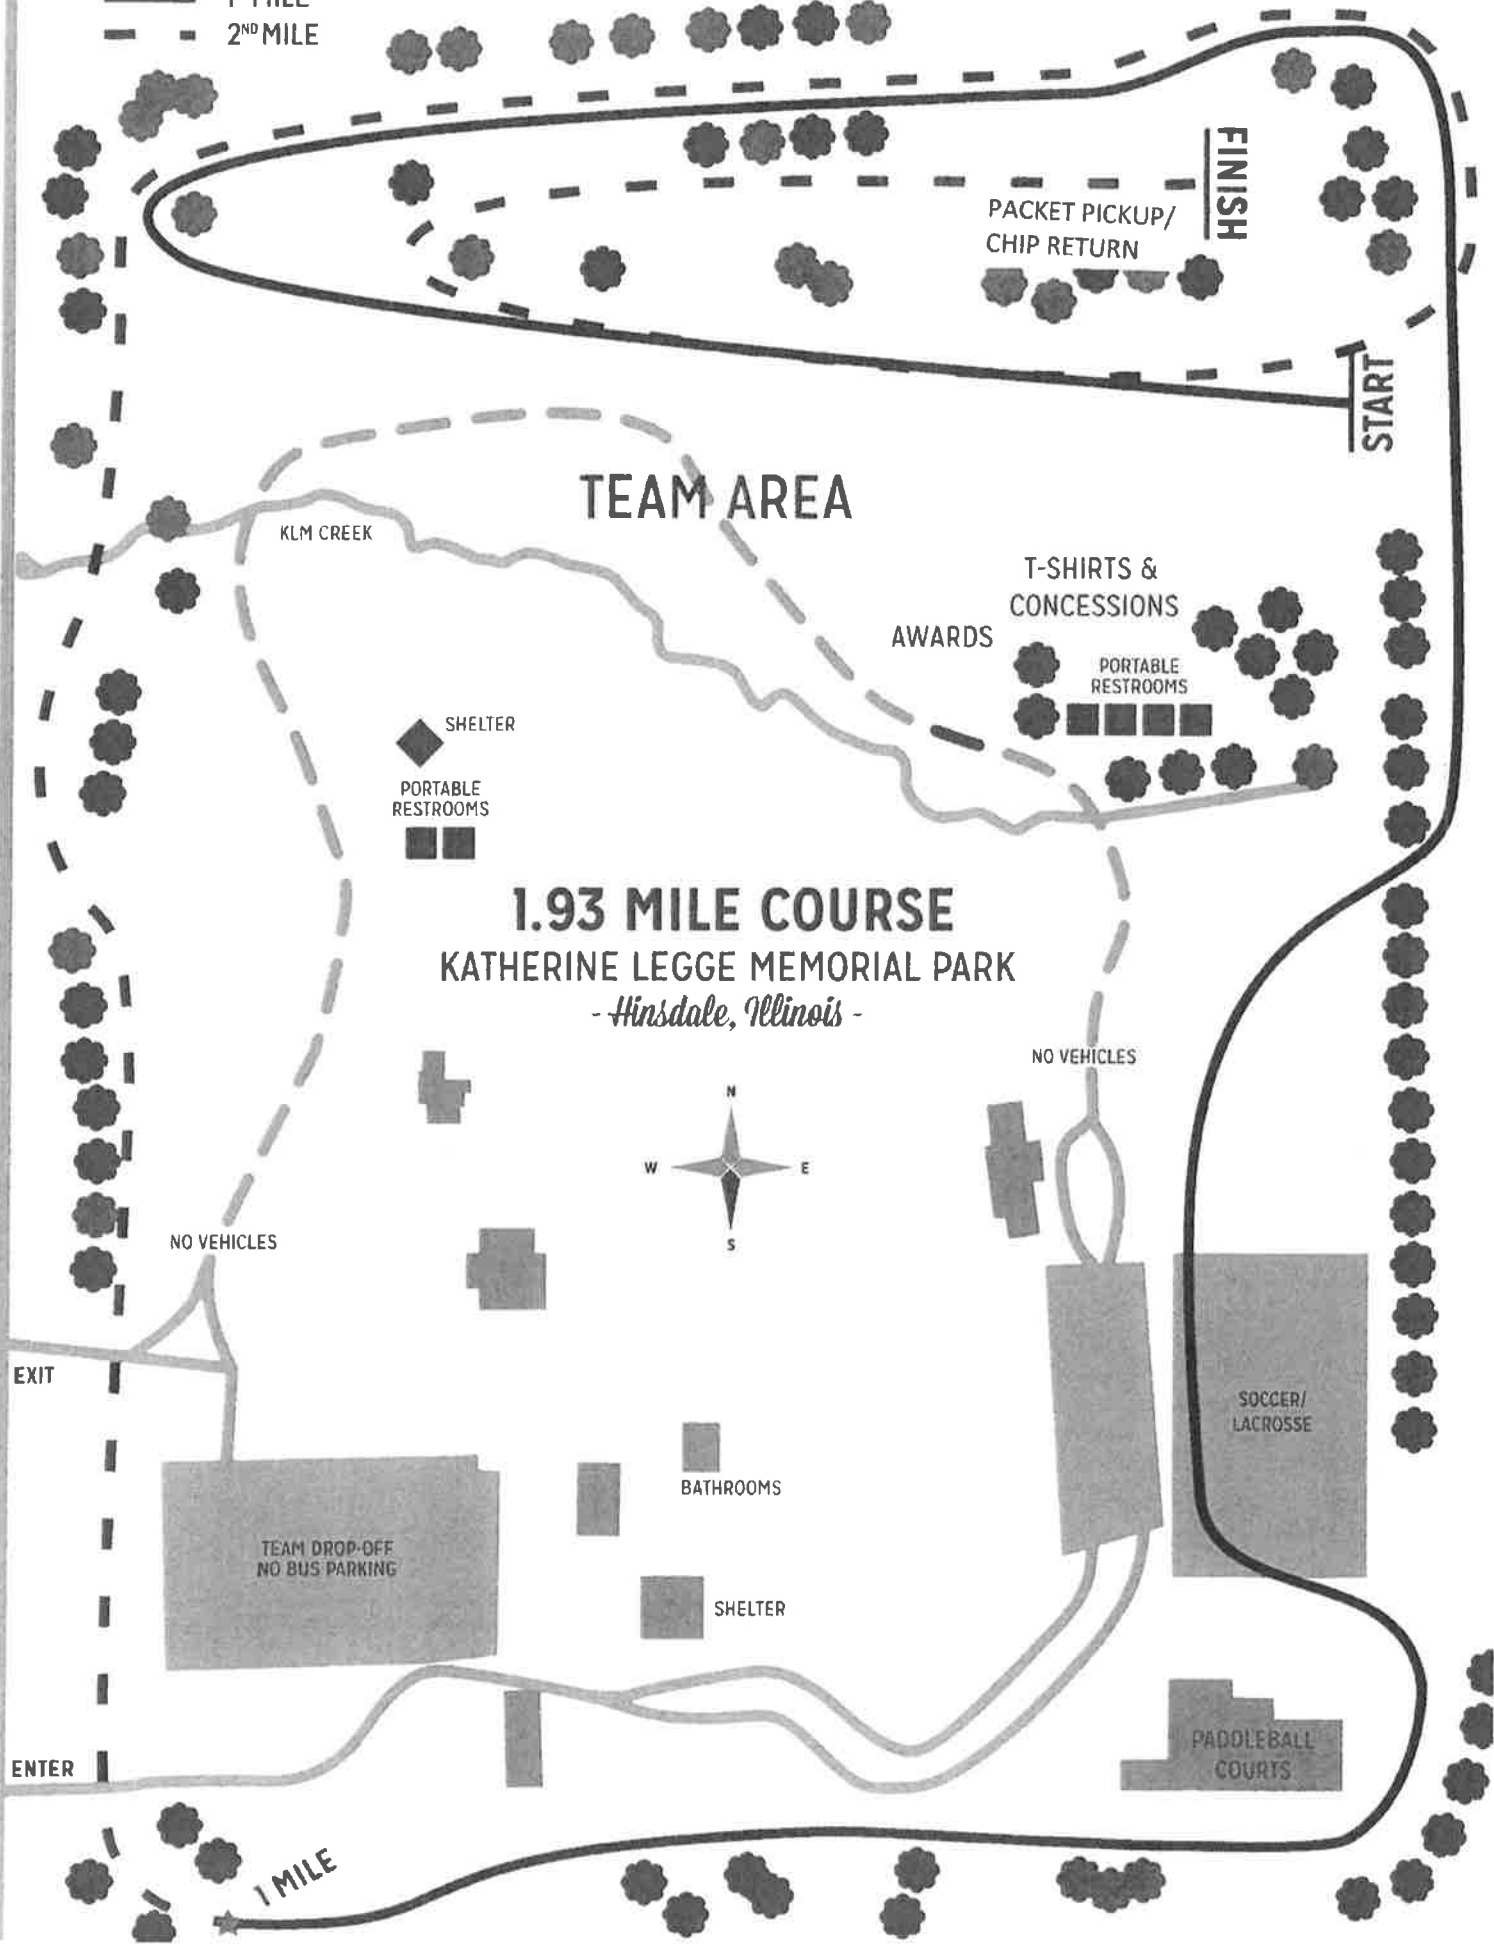 1ST MILE
2ND MILE
FINISH
PACKET PICKUP/
CHIP RETURN
START
TEAM AREA
KLM CREEK
T-SHIRTS &
CONCESSIONS
AWARDS
PORTABLE
RESTROOMS
SHELTER
PORTABLE
RESTROOMS
1.93 MILE COURSE
KATHERINE LEGGE MEMORIAL PARK
- Hinsdale, Illinois -
NO VEHICLES
N
W E
S
NO VEHICLES
EXIT
SOCCER/
LACROSSE
BATHROOMS
TEAM DROP-OFF
NO BUS PARKING
SHELTER
PADDLEBALL
COURTS
ENTER
1 MILE